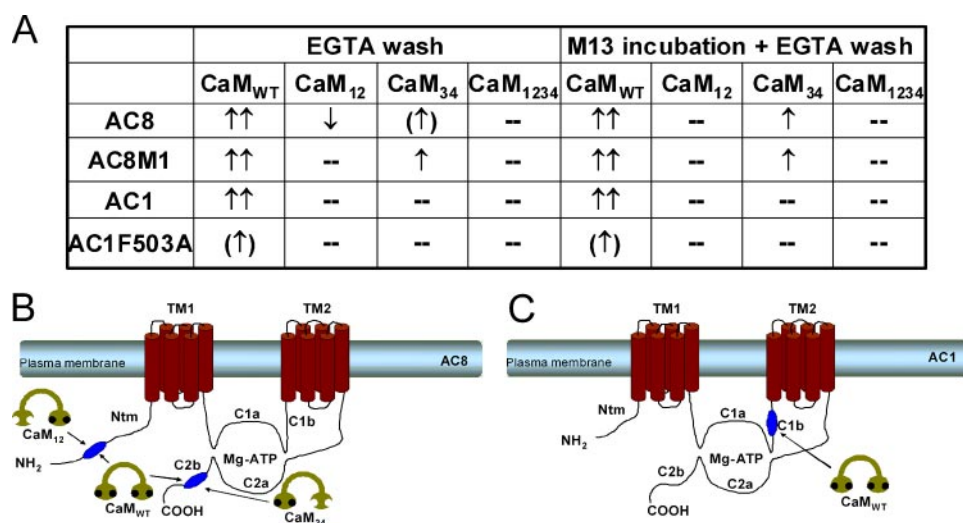 A
EGTA wash M13 incubation + EGTA wash
CaMWT CaM12 CaM34 CaM1234 CaMWT CaM12 CaM34 CaM1234
AC8 ↑↑ ↓ (↑) -- ↑↑ -- ↑ --
AC8M1 ↑↑ -- ↑ -- ↑↑ -- ↑ --
AC1 ↑↑ -- -- -- ↑↑ -- -- --
AC1F503A (↑) -- -- -- (↑) -- -- --
B
TM1 TM2
Plasma membrane AC8
Ntm C1a C1b
CaM12
NH2 Mg-ATP
C2b C2a
CaMWT COOH CaM34
C
TM1 TM2
Plasma membrane AC1
Ntm C1a C1b
NH2 Mg-ATP
C2b C2a
COOH CaMWT